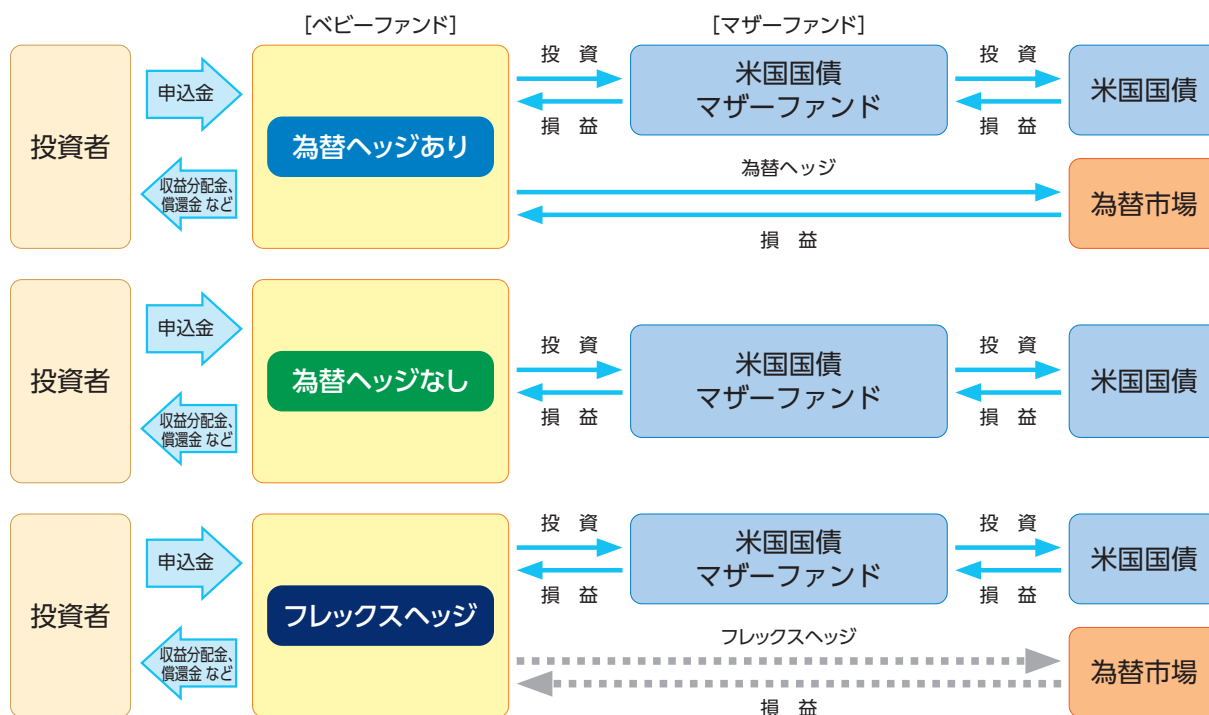 [ベビーファンド]
[マザーファンド]
投資者
申込金
収益分配金、
償還金 など
為替ヘッジあり
投 資
損 益
米国国債
マザーファンド
投 資
損 益
米国国債
為替ヘッジ
損 益
為替市場
投資者
申込金
収益分配金、
償還金 など
為替ヘッジなし
投 資
損 益
米国国債
マザーファンド
投 資
損 益
米国国債
投資者
申込金
収益分配金、
償還金 など
フレックスヘッジ
投 資
損 益
米国国債
マザーファンド
投 資
損 益
米国国債
フレックスヘッジ
損 益
為替市場